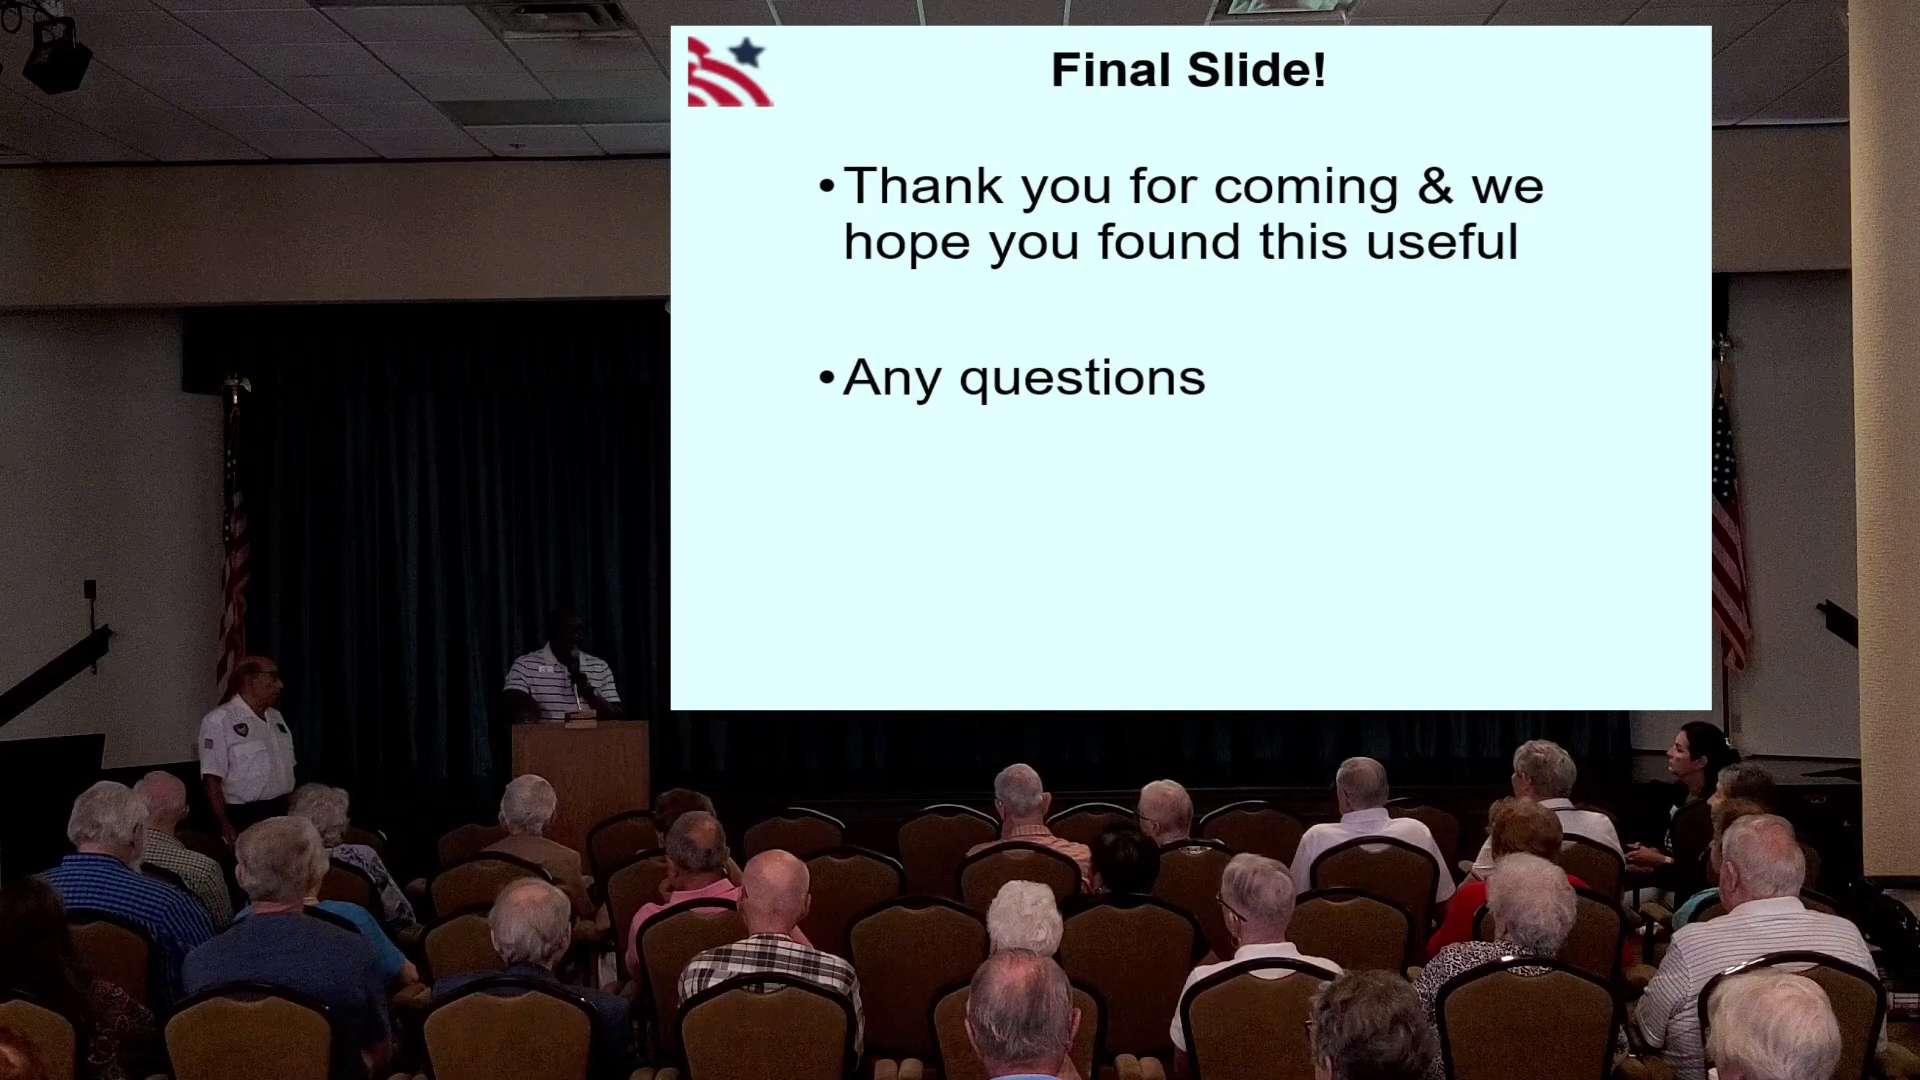 Final Slide!
•Thank you for coming & we
hope you found this useful
•Any questions